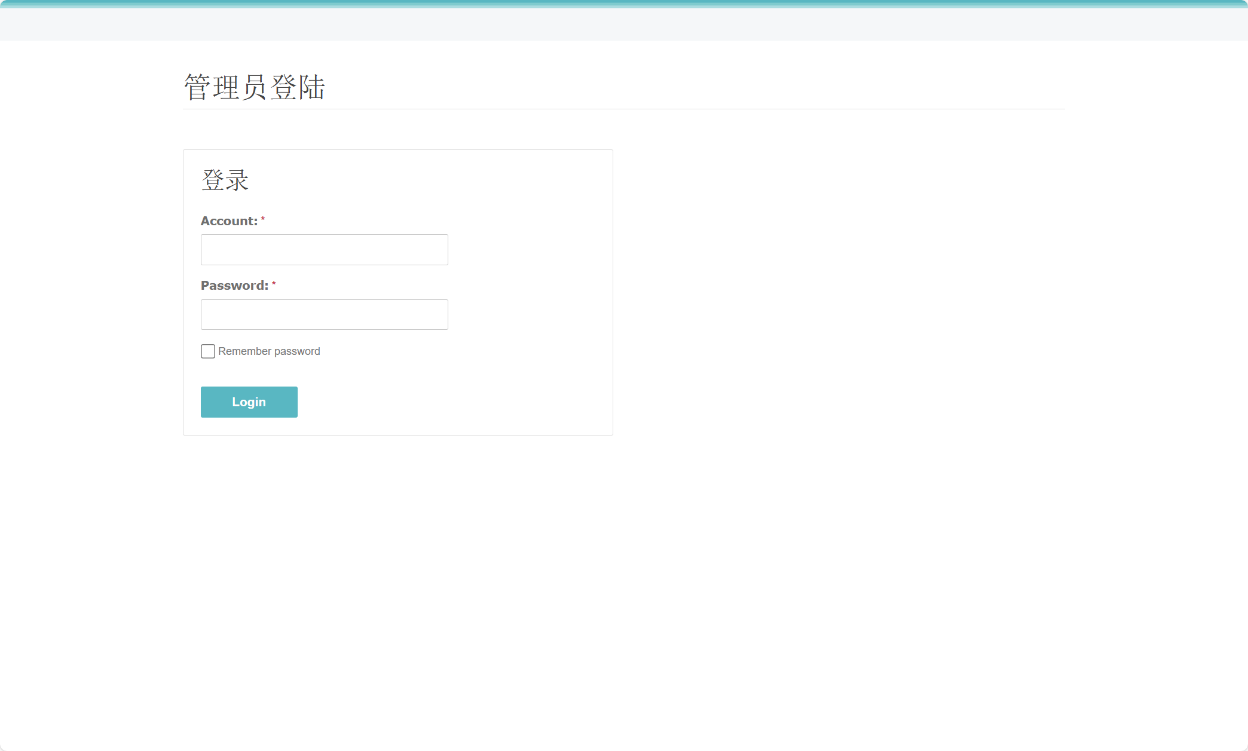 管理员登陆
登录
Account: *
Password: *
Remember password
Login